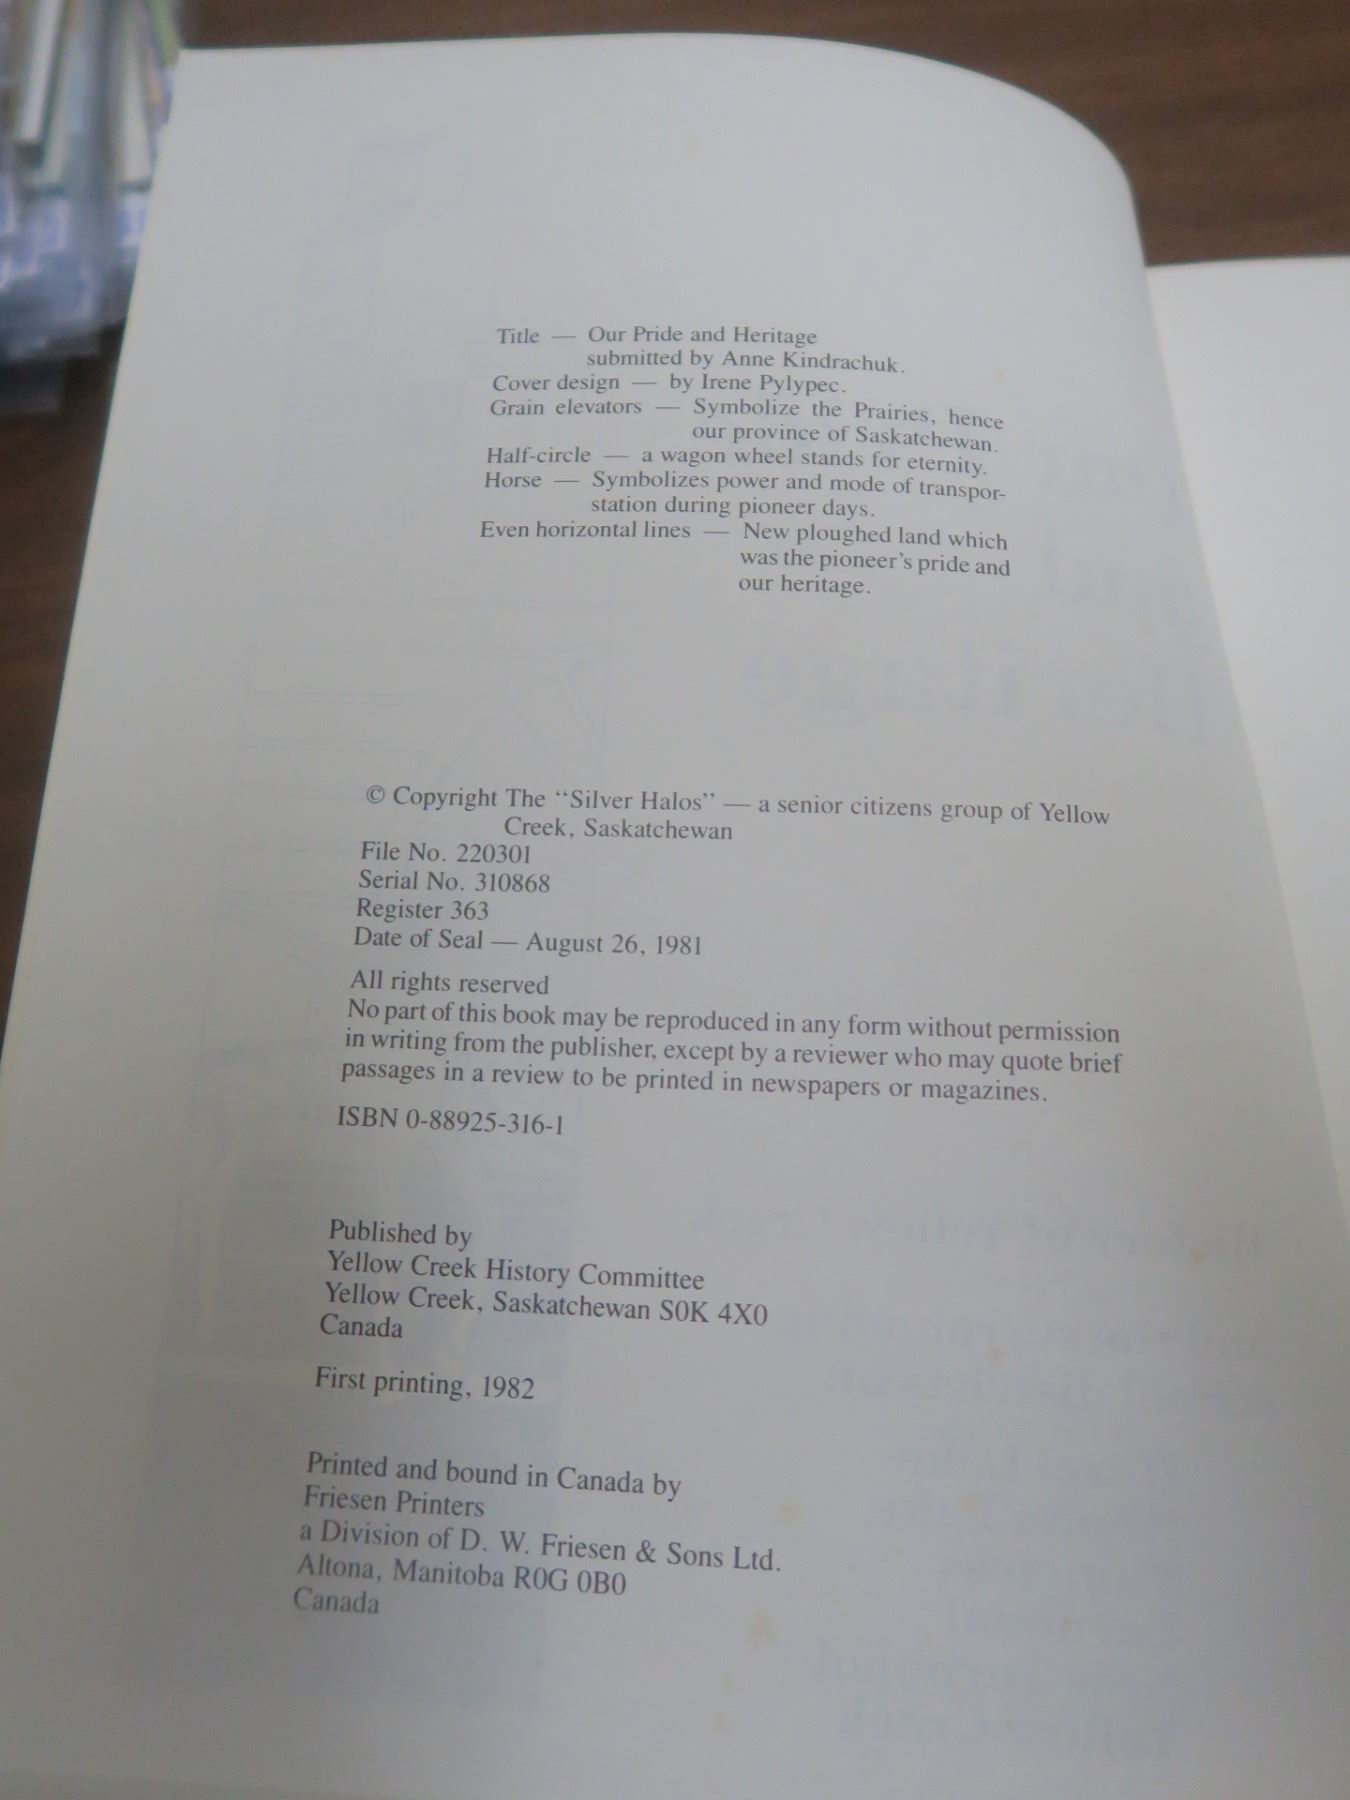 Title — Our Pride and Heritage
submitted by Anne Kindrachuk.
Cover design — by Irene Pylypec.
Grain elevators — Symbolize the Prairies, hence
our province of Saskatchewan.
Half-circle — a wagon wheel stands for eternity.
Horse — Symbolizes power and mode of transpor-
station during pioneer days.
Even horizontal lines — New ploughed land which
was the pioneer's pride and
our heritage.
© Copyright The “Silver Halos” — a senior citizens group of Yellow
Creek, Saskatchewan
File No. 220301
Serial No. 310868
Register 363
Date of Seal — August 26, 1981
All rights reserved
No part of this book may be reproduced in any form without permission
in writing from the publisher, except by a reviewer who may quote brief
passages in a review to be printed in newspapers or magazines.
ISBN 0-88925-316-1
Published by
Yellow Creek History Committee
Yellow Creek, Saskatchewan S0K 4X0
Canada
First printing, 1982
Printed and bound in Canada by
Friesen Printers
a Division of D. W. Friesen & Sons Ltd.
Altona, Manitoba R0G 0B0
Canada